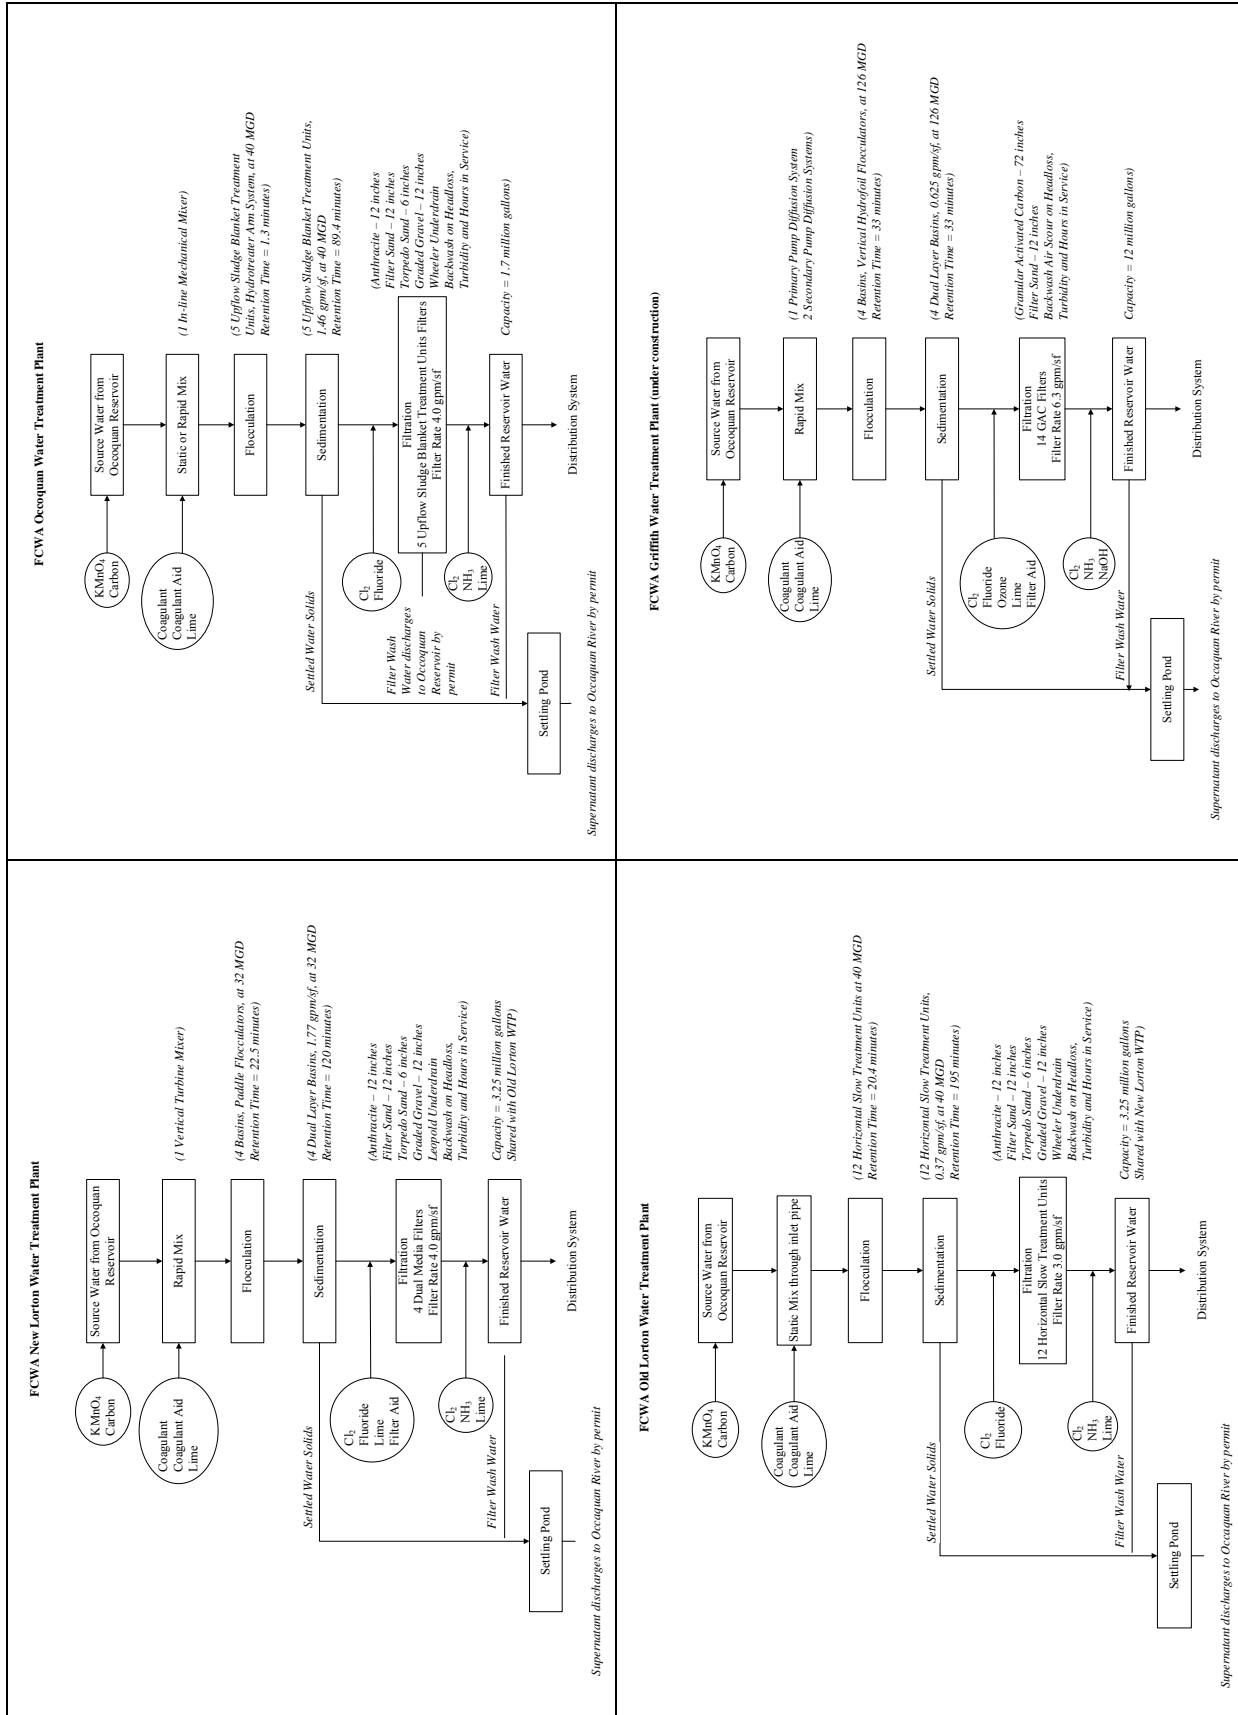 FCWA New Lorton Water Treatment Plant
KMnO4
Carbon
Source Water from Occoquan
Reservoir
Coagulant
Coagulant Aid
Lime
Rapid Mix
(1 Vertical Turbine Mixer)
Flocculation
(4 Basins, Paddle Flocculators, at 32 MGD
Retention Time = 22.5 minutes)
Settled Water Solids
Sedimentation
(4 Dual Layer Basins, 1.77 gpm/sf, at 32 MGD
Retention Time = 120 minutes)
Cl2
Fluoride
Lime
Filter Aid
Filtration
4 Dual Media Filters
Filter Rate 4.0 gpm/sf
(Anthracite – 12 inches
Filter Sand – 12 inches
Torpedo Sand – 6 inches
Graded Gravel – 12 inches
Leopold Underdrain
Backwash on Headloss,
Turbidity and Hours in Service)
Cl2
NH3
Lime
Filter Wash Water
Finished Reservoir Water
Capacity = 3.25 million gallons
Shared with Old Lorton WTP)
Settling Pond
Distribution System
Supernatant discharges to Occaquan River by permit
FCWA Occoquan Water Treatment Plant
KMnO4
Carbon
Source Water from
Occoquan Reservoir
Coagulant
Coagulant Aid
Lime
Static or Rapid Mix
(1 In-line Mechanical Mixer)
Flocculation
(5 Upflow Sludge Blanket Treatment
Units, Hydrotreater Arm System, at 40 MGD
Retention Time = 1.3 minutes)
Settled Water Solids
Sedimentation
(5 Upflow Sludge Blanket Treatment Units,
1.46 gpm/sf, at 40 MGD
Retention Time = 89.4 minutes)
Cl2
Fluoride
Filter Wash
Water discharges
to Occoquan
Reservoir by
permit
Filtration
5 Upflow Sludge Blanket Treatment Units Filters
Filter Rate 4.0 gpm/sf
(Anthracite – 12 inches
Filter Sand – 12 inches
Torpedo Sand – 6 inches
Graded Gravel – 12 inches
Wheeler Underdrain
Backwash on Headloss,
Turbidity and Hours in Service)
Cl2
NH3
Lime
Filter Wash Water
Finished Reservoir Water
Capacity = 1.7 million gallons)
Settling Pond
Distribution System
Supernatant discharges to Occaquan River by permit
FCWA Old Lorton Water Treatment Plant
KMnO4
Carbon
Source Water from
Occoquan Reservoir
Coagulant
Coagulant Aid
Lime
Static Mix through inlet pipe
Flocculation
(12 Horizontal Slow Treatment Units at 40 MGD
Retention Time = 20.4 minutes)
Settled Water Solids
Sedimentation
(12 Horizontal Slow Treatment Units,
0.37 gpm/sf, at 40 MGD
Retention Time = 195 minutes)
Cl2
Fluoride
Filtration
12 Horizontal Slow Treatment Units
Filter Rate 3.0 gpm/sf
(Anthracite – 12 inches
Filter Sand – 12 inches
Torpedo Sand – 6 inches
Graded Gravel – 12 inches
Wheeler Underdrain
Backwash on Headloss,
Turbidity and Hours in Service)
Cl2
NH3
Lime
Filter Wash Water
Finished Reservoir Water
Capacity = 3.25 million gallons
Shared with New Lorton WTP)
Settling Pond
Distribution System
Supernatant discharges to Occaquan River by permit
FCWA Griffith Water Treatment Plant (under construction)
KMnO4
Carbon
Source Water from
Occoquan Reservoir
Coagulant
Coagulant Aid
Lime
Rapid Mix
(1 Primary Pump Diffusion System
2 Secondary Pump Diffusion Systems)
Flocculation
(4 Basins, Vertical Hydrofoil Flocculators, at 126 MGD
Retention Time = 33 minutes)
Settled Water Solids
Sedimentation
(4 Dual Layer Basins, 0.625 gpm/sf, at 126 MGD
Retention Time = 33 minutes)
Cl2
Fluoride
Ozone
Lime
Filter Aid
Filtration
14 GAC Filters
Filter Rate 6.3 gpm/sf
(Granular Activated Carbon – 72 inches
Filter Sand – 12 inches
Backwash Air Scour on Headloss,
Turbidity and Hours in Service)
Cl2
NH3
NaOH
Filter Wash Water
Finished Reservoir Water
Capacity = 12 million gallons)
Settling Pond
Distribution System
Supernatant discharges to Occaquan River by permit